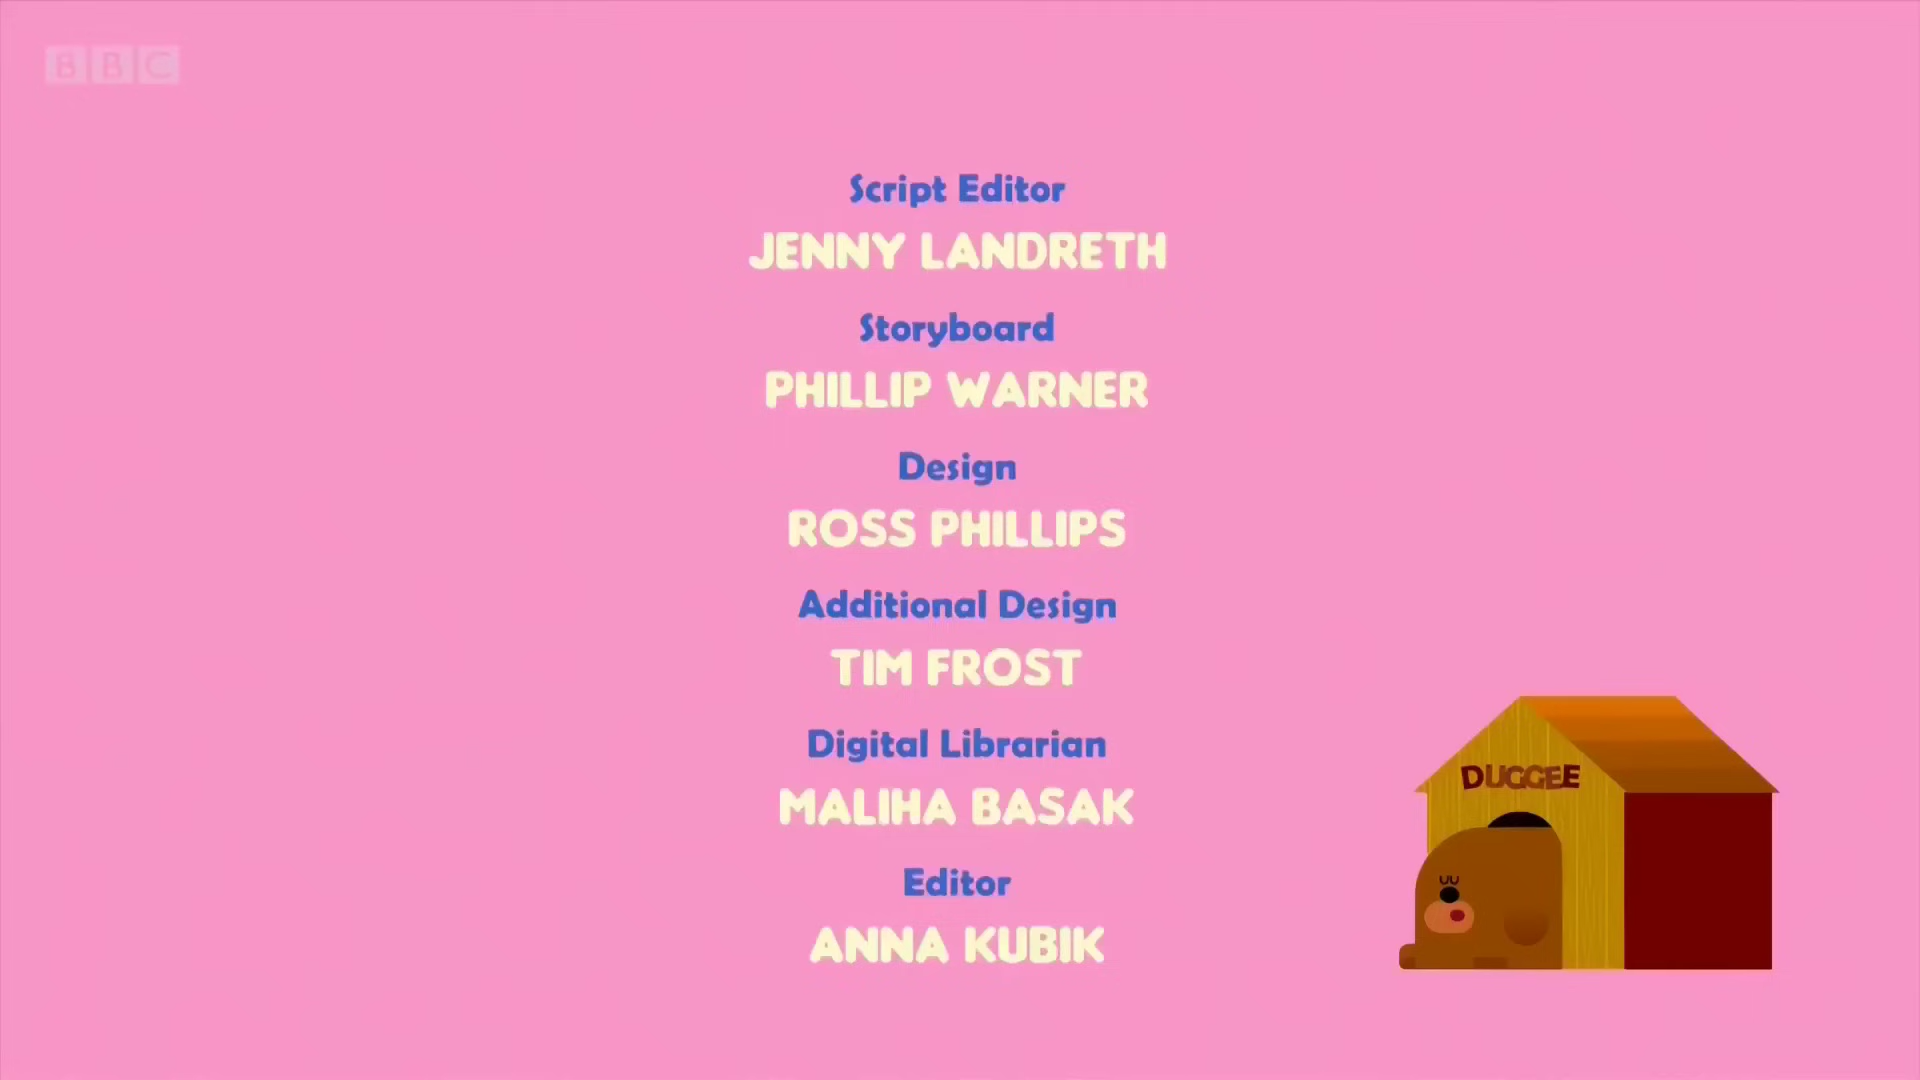 BBC
Script Editor
JENNY LANDRETH
Storyboard
PHILLIP WARNER
Design
ROSS PHILLIPS
Additional Design
TIM FROST
Digital Librarian
MALIHA BASAK
DUGGEE
Editor
ANNA KUBIK